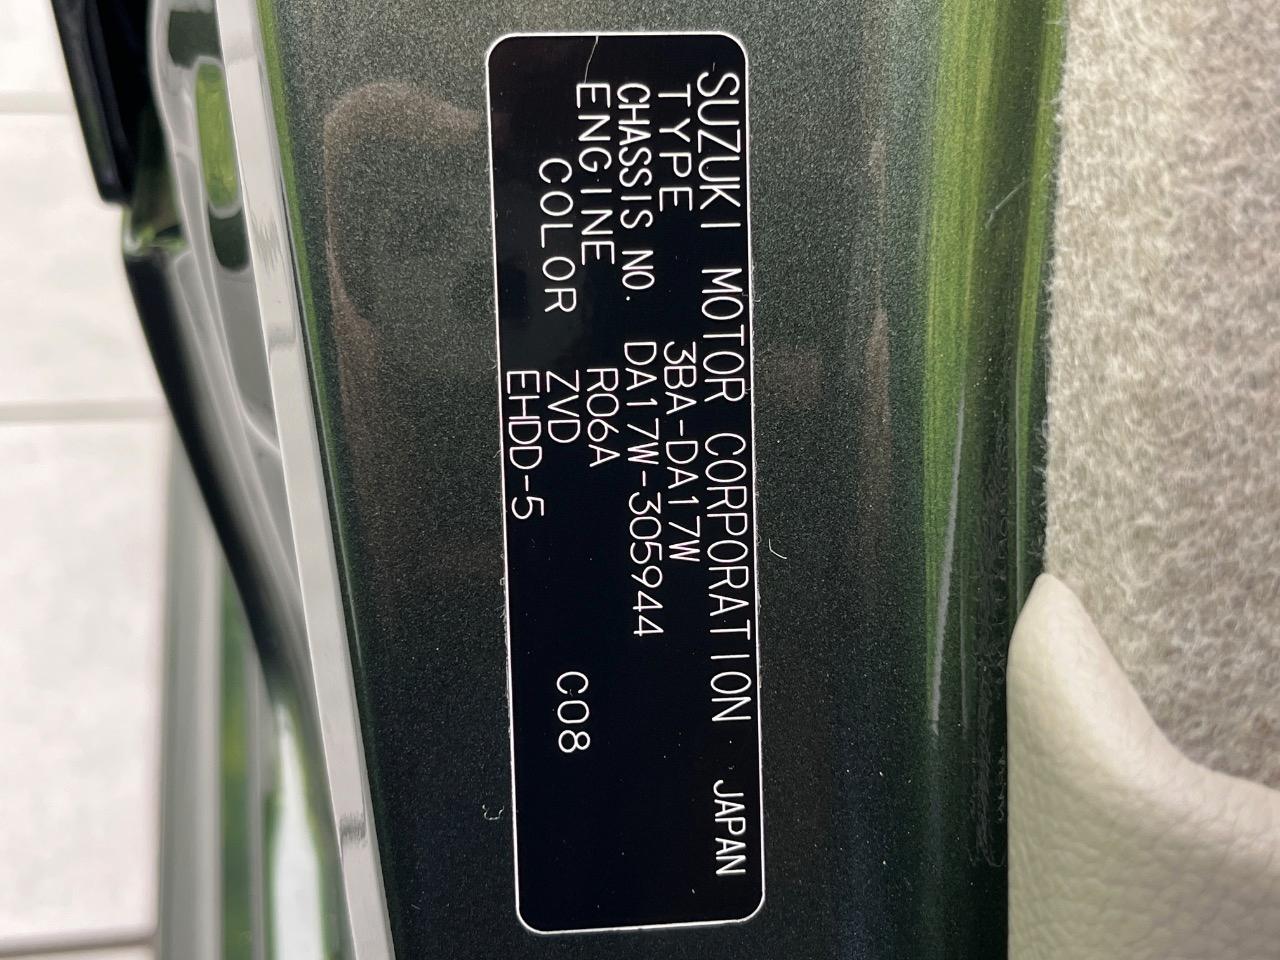 SUZUKI MOTOR CORPORATION JAPAN
TYPE 3BA-DA17W
CHASSIS NO. DA17W-305944
ENGINE R06A
COLOR ZVD C08
EHDD-5